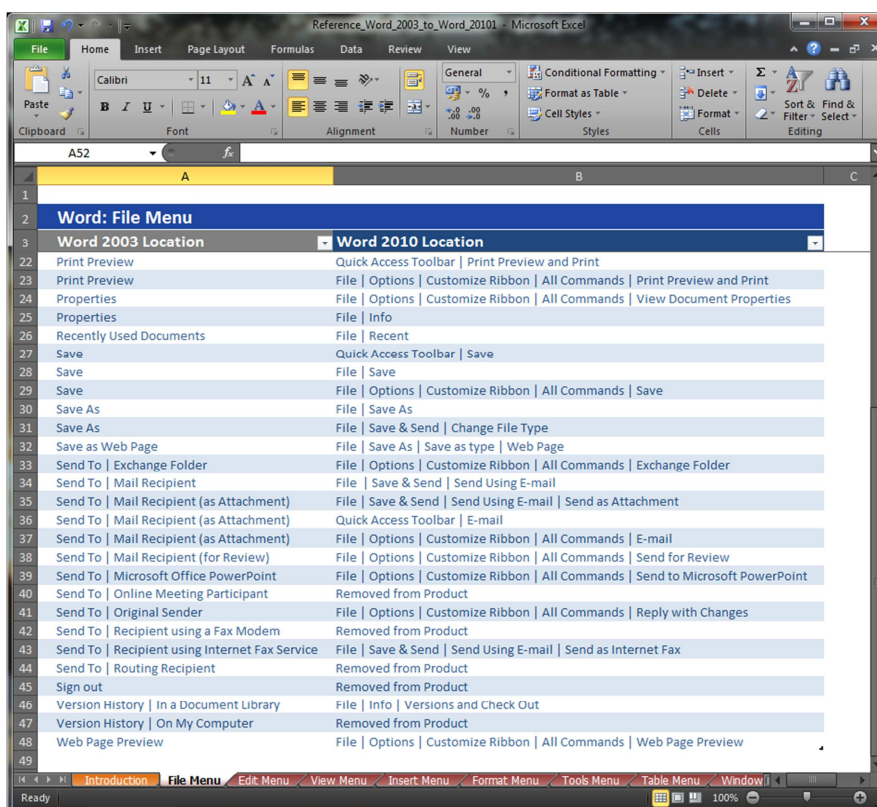 Reference_Word_2003_to_Word_20101 - Microsoft Excel
File Home Insert Page Layout Formulas Data Review View
Paste
Calibri 11 A A
B I U A
General
% ,
.0 .00 .00 .0
Conditional Formatting
Format as Table
Cell Styles
Insert
Delete
Format
Σ
Sort & Filter
Find & Select
Clipboard Font Alignment Number Styles Cells Editing
A52 fx
A B C
1
2 Word: File Menu
3 Word 2003 Location Word 2010 Location
22 Print Preview Quick Access Toolbar | Print Preview and Print
23 Print Preview File | Options | Customize Ribbon | All Commands | Print Preview and Print
24 Properties File | Options | Customize Ribbon | All Commands | View Document Properties
25 Properties File | Info
26 Recently Used Documents File | Recent
27 Save Quick Access Toolbar | Save
28 Save File | Save
29 Save File | Options | Customize Ribbon | All Commands | Save
30 Save As File | Save As
31 Save As File | Save & Send | Change File Type
32 Save as Web Page File | Save As | Save as type | Web Page
33 Send To | Exchange Folder File | Options | Customize Ribbon | All Commands | Exchange Folder
34 Send To | Mail Recipient File | Save & Send | Send Using E-mail
35 Send To | Mail Recipient (as Attachment) File | Save & Send | Send Using E-mail | Send as Attachment
36 Send To | Mail Recipient (as Attachment) Quick Access Toolbar | E-mail
37 Send To | Mail Recipient (as Attachment) File | Options | Customize Ribbon | All Commands | E-mail
38 Send To | Mail Recipient (for Review) File | Options | Customize Ribbon | All Commands | Send for Review
39 Send To | Microsoft Office PowerPoint File | Options | Customize Ribbon | All Commands | Send to Microsoft PowerPoint
40 Send To | Online Meeting Participant Removed from Product
41 Send To | Original Sender File | Options | Customize Ribbon | All Commands | Reply with Changes
42 Send To | Recipient using a Fax Modem Removed from Product
43 Send To | Recipient using Internet Fax Service File | Save & Send | Send Using E-mail | Send as Internet Fax
44 Send To | Routing Recipient Removed from Product
45 Sign out Removed from Product
46 Version History | In a Document Library File | Info | Versions and Check Out
47 Version History | On My Computer Removed from Product
48 Web Page Preview File | Options | Customize Ribbon | All Commands | Web Page Preview
49
Introduction File Menu Edit Menu View Menu Insert Menu Format Menu Tools Menu Table Menu Window
Ready 100%